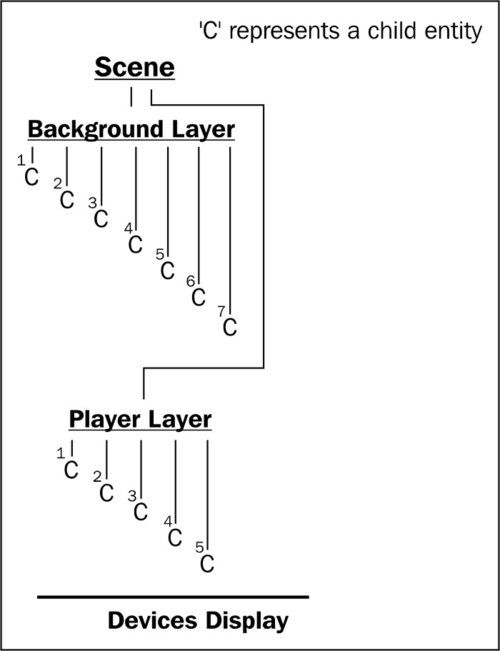 'C' represents a child entity
Scene
Background Layer
1 C
2 C
3 C
4 C
5 C
6 C
7 C
Player Layer
1 C
2 C
3 C
4 C
5 C
Devices Display